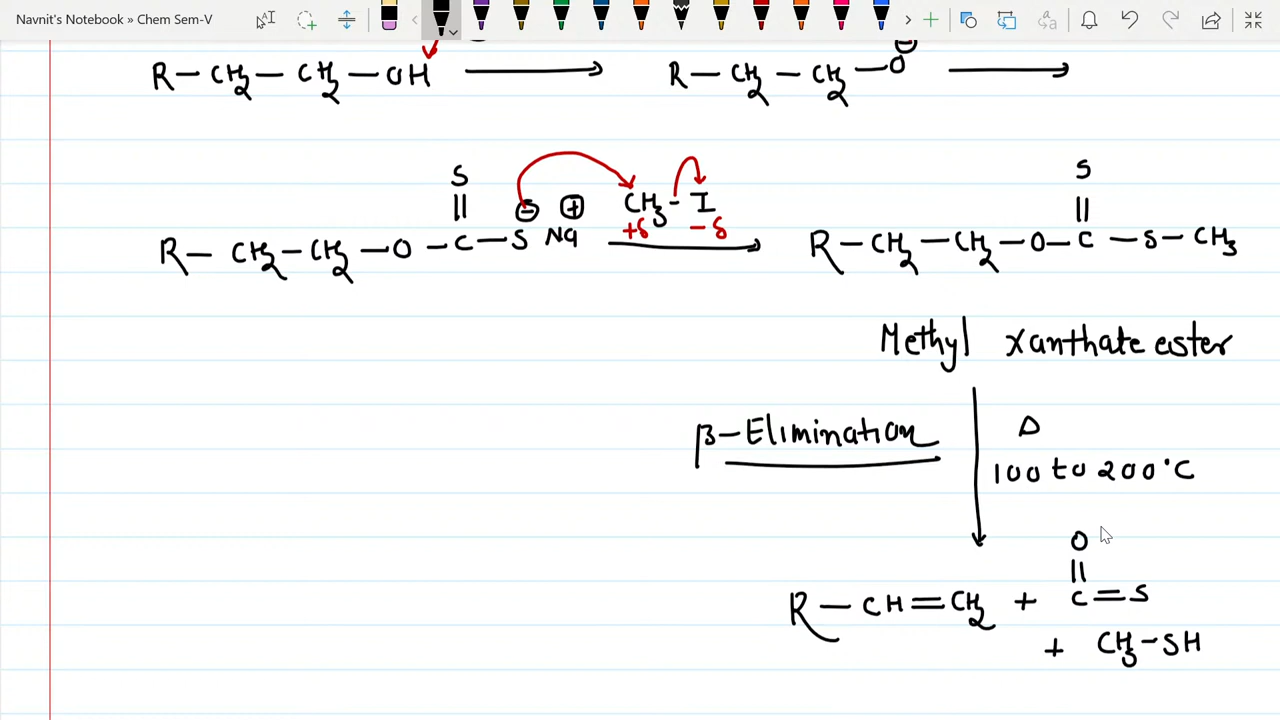 Navnit's Notebook » Chem Sem-V
R—CH2—CH2—OH ⟶ R—CH2—CH2—O⊖ ⟶
S S
|| ⊖ ⊕ CH3-I ||
R—CH2—CH2—O—C—S Na +δ -δ ⟶ R—CH2—CH2—O—C—S—CH3
Methyl Xanthate ester
β-Elimination Δ
100 to 200°C
O
||
R—CH=CH2 + C=S
+ CH3-SH